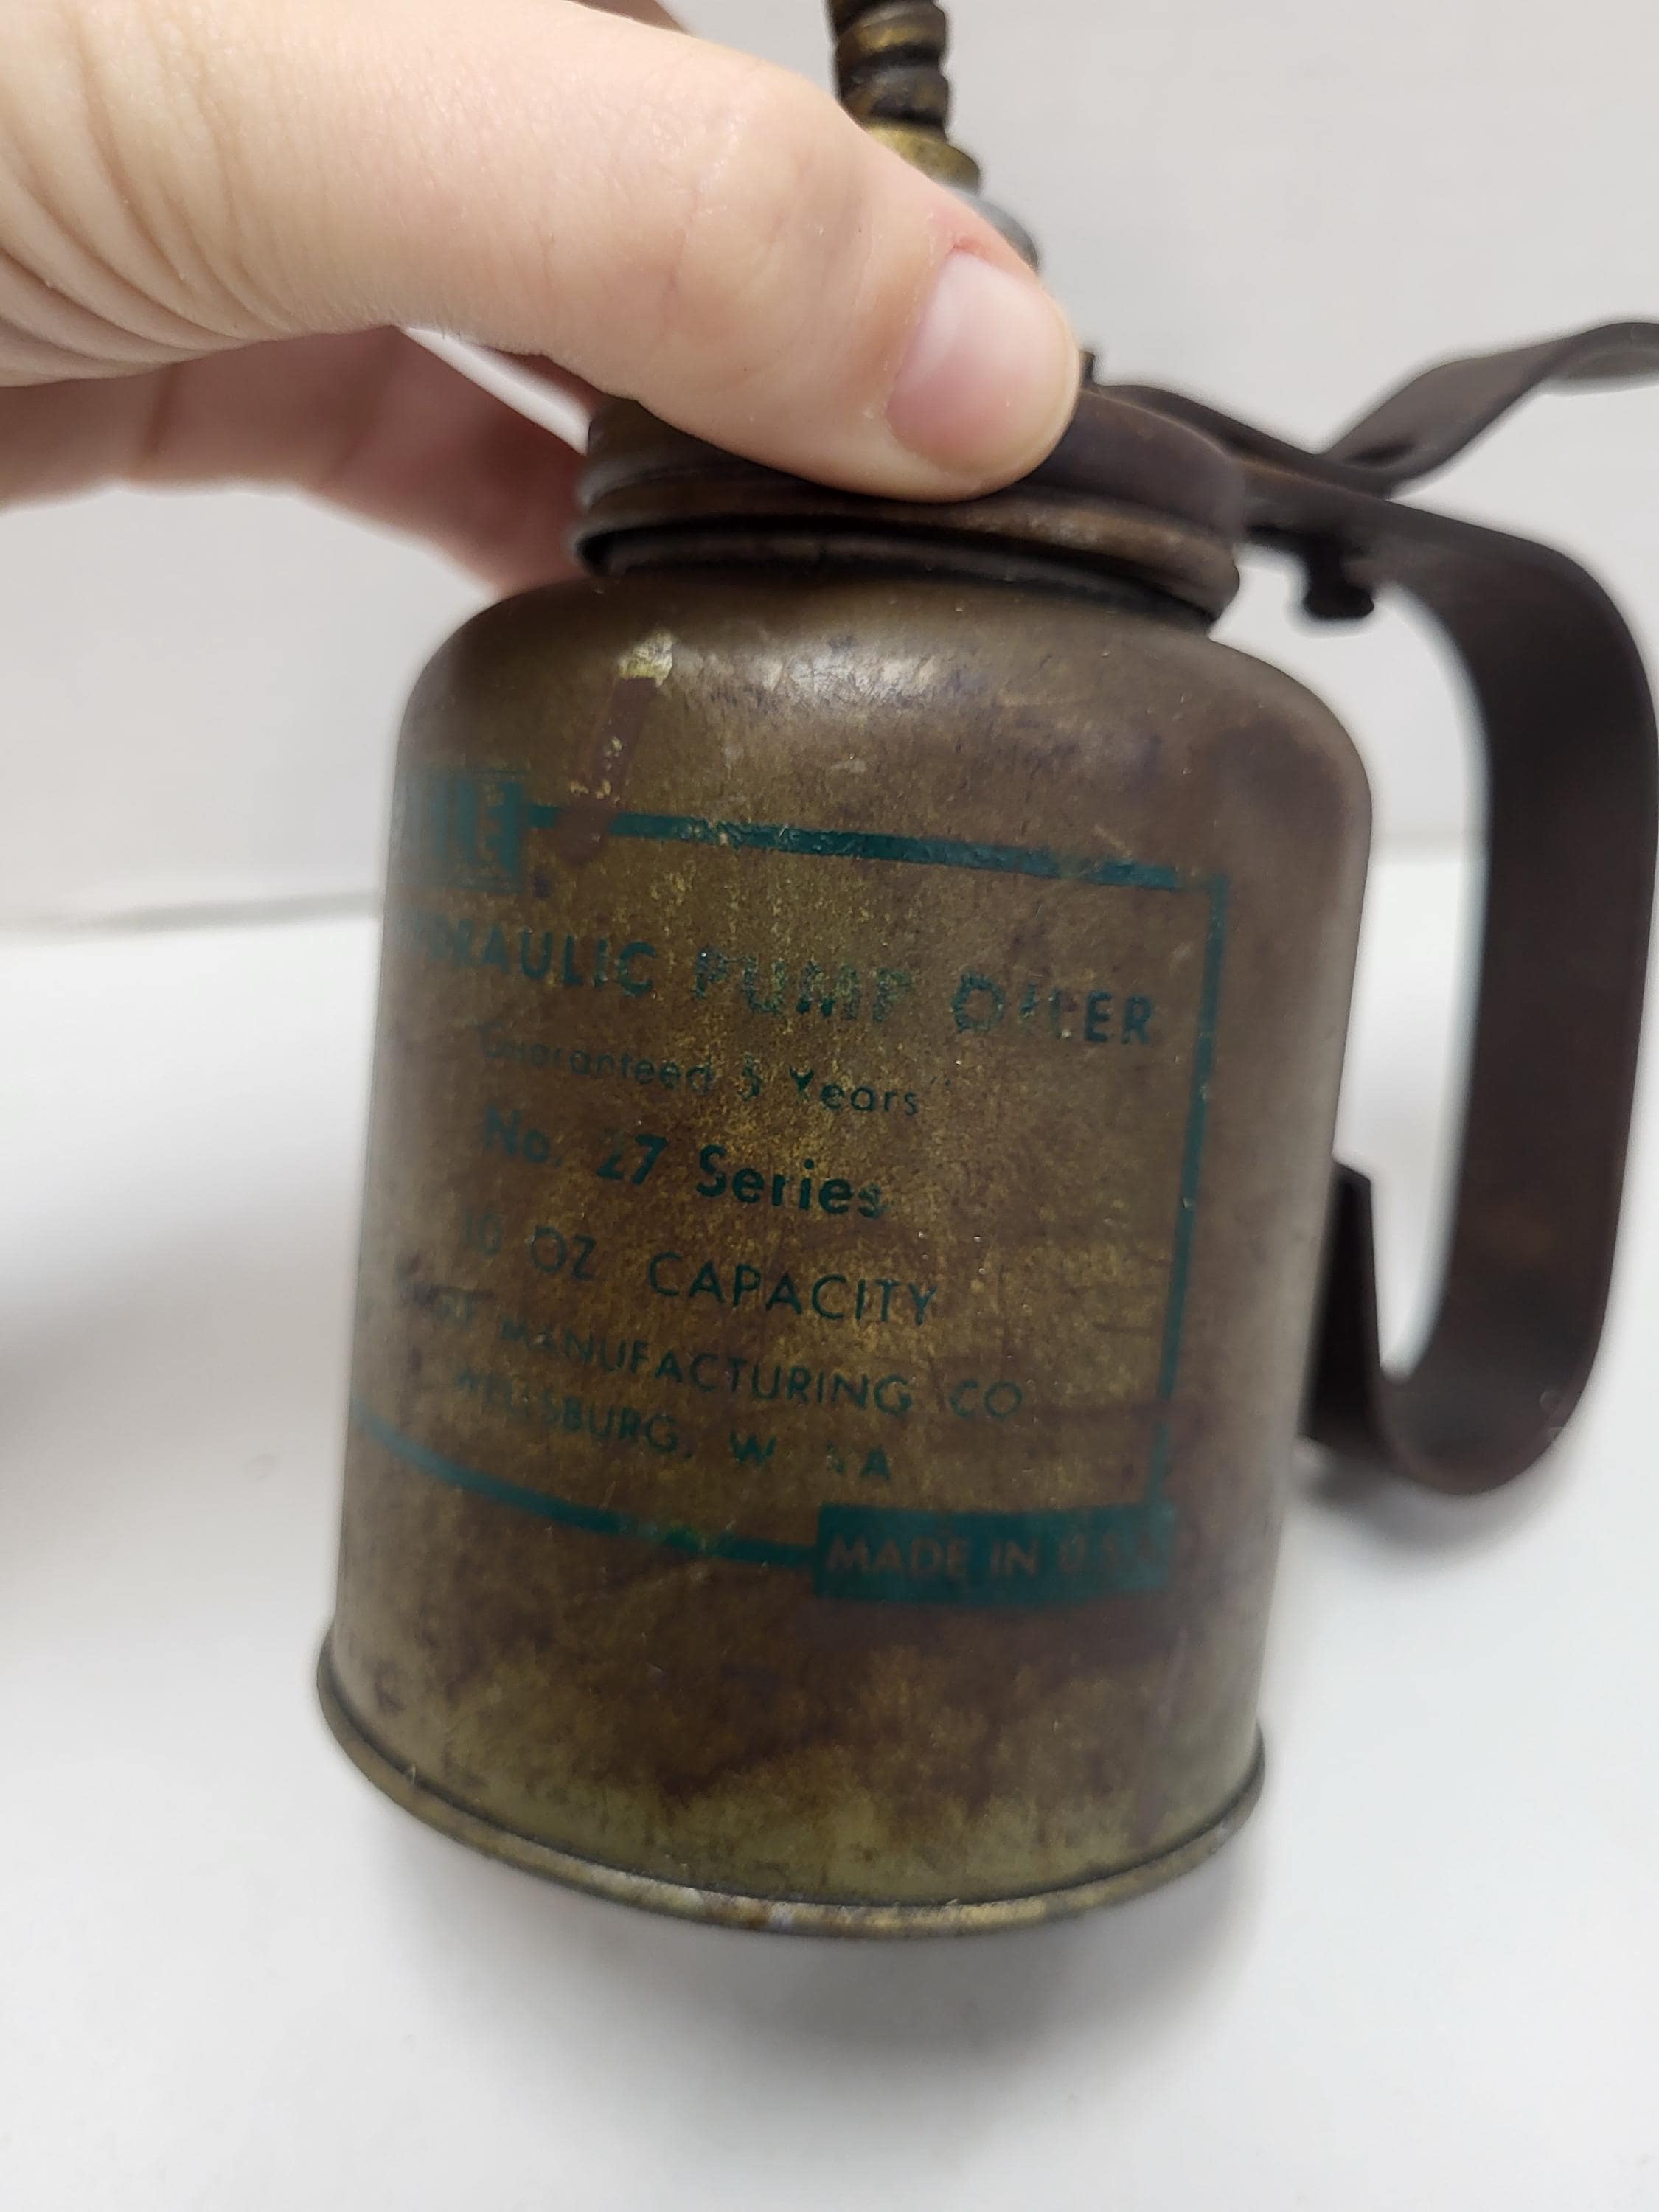 HYDRAULIC PUMP OILER
"Guaranteed 5 Years"
No. 27 Series
10 OZ CAPACITY
MANUFACTURING CO
WELLSBURG, W. VA
MADE IN U.S.A.